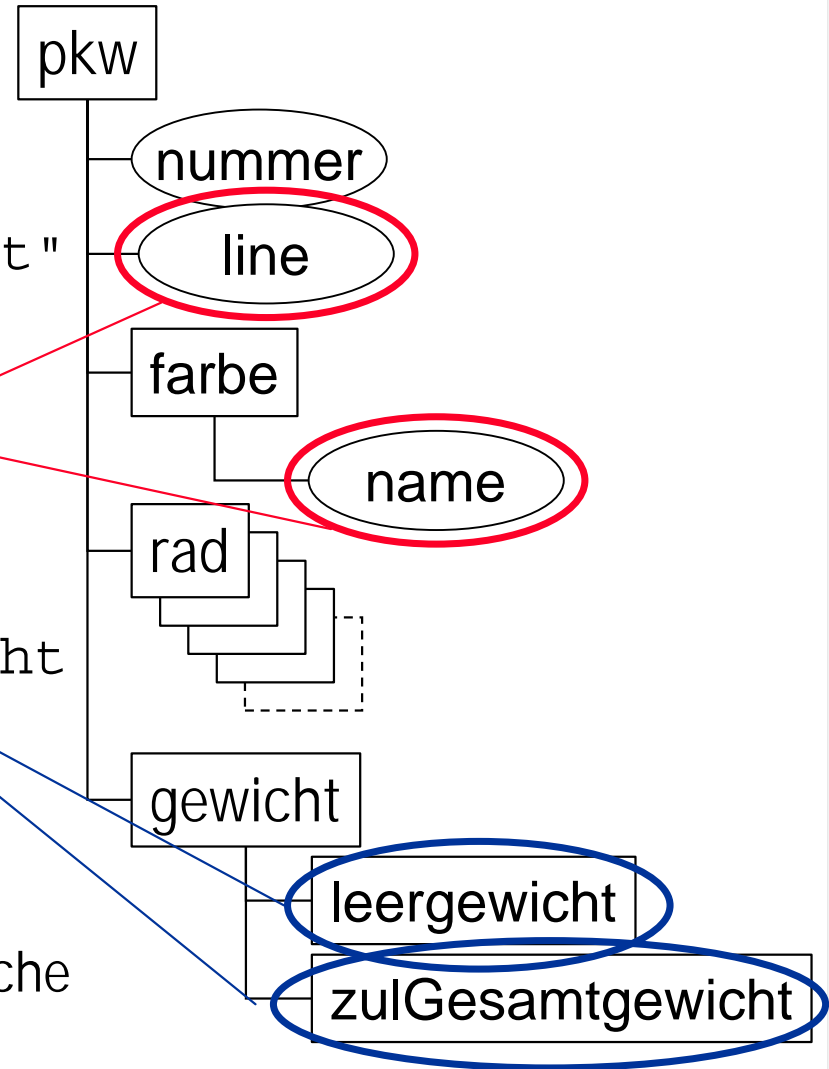 pkw
nummer
t" line
farbe
name
rad
ht
gewicht
leergewicht
che
zulGesamtgewicht